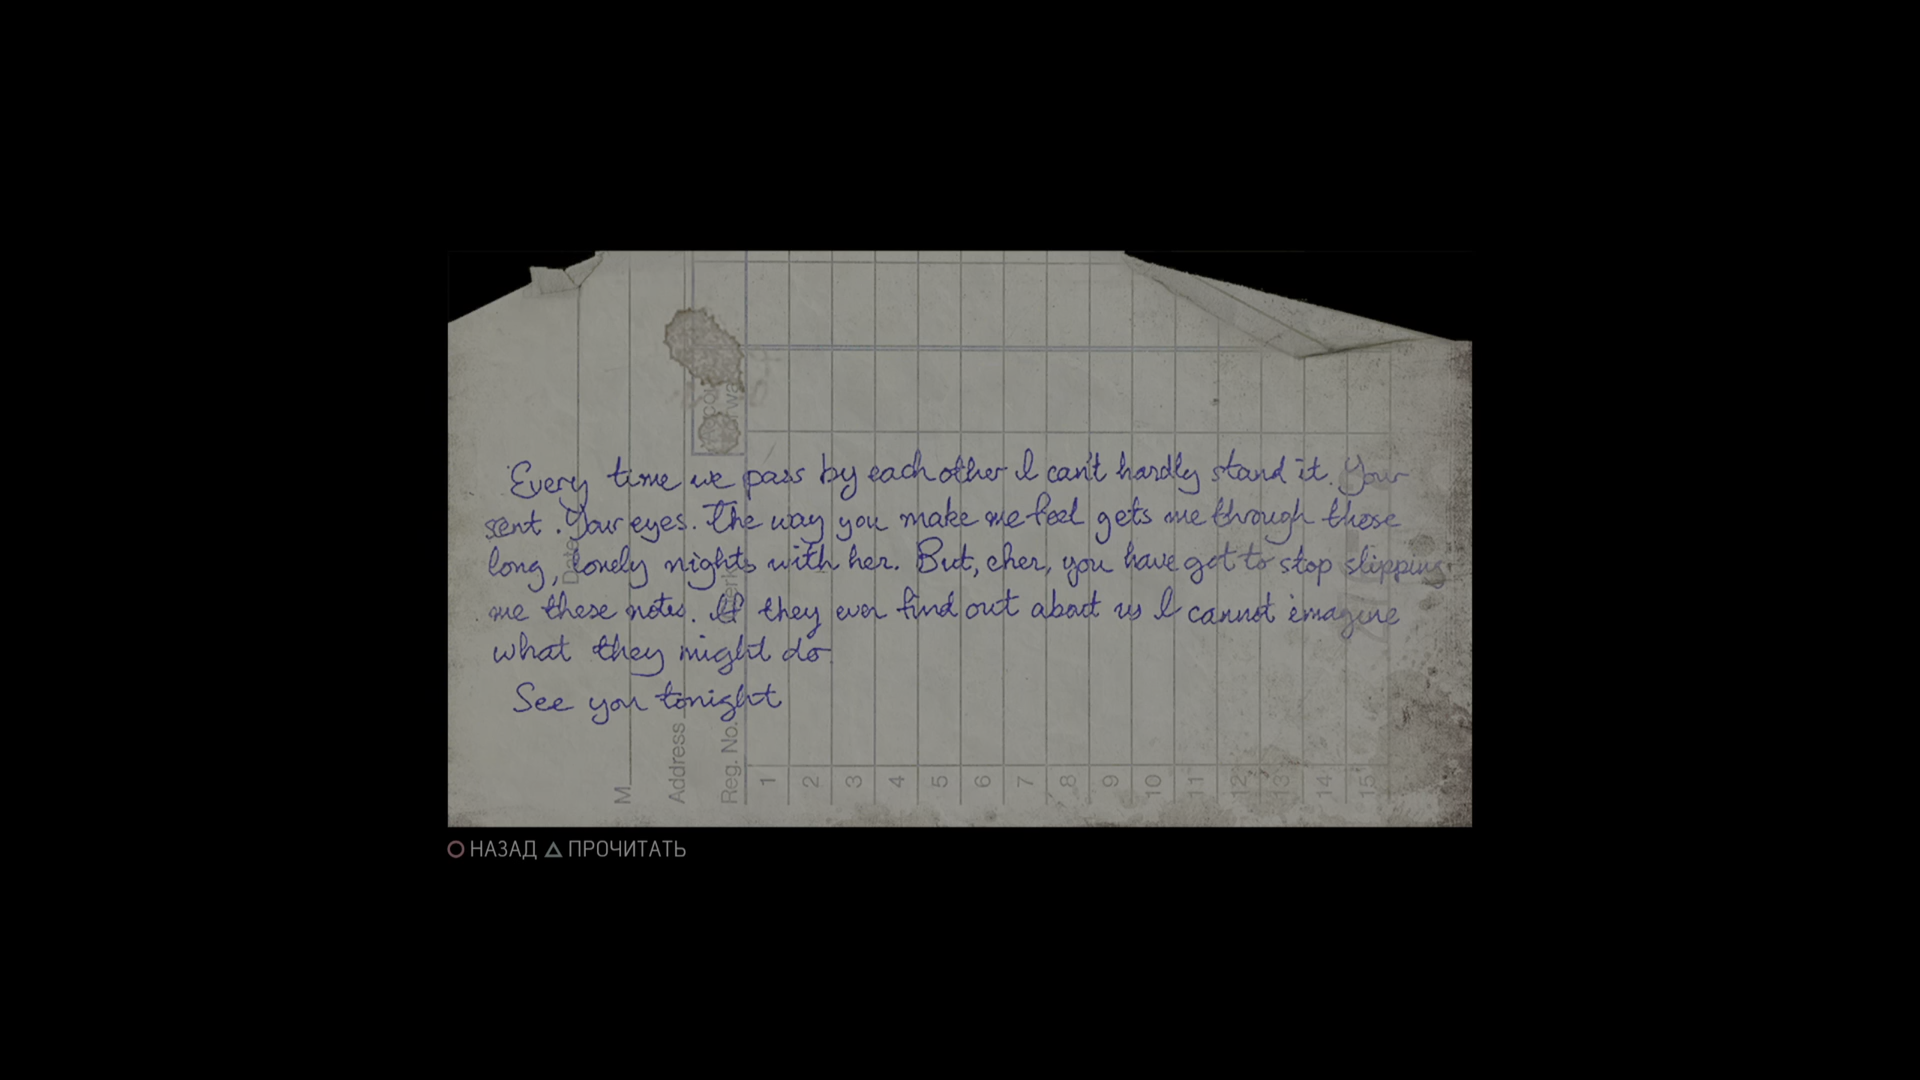 Every time we pass by each other I can't hardly stand it. Your
sent. Your eyes. The way you make me feel gets me through those
long, lonely nights with her. But, cher, you have got to stop slipping
me these notes. If they ever find out about us I cannot imagine
what they might do.
See you tonight
Date
M
Address
Reg. No.
1 2 3 4 5 6 7 8 9 10 11 12 13 14 15
НАЗАД ПРОЧИТАТЬ